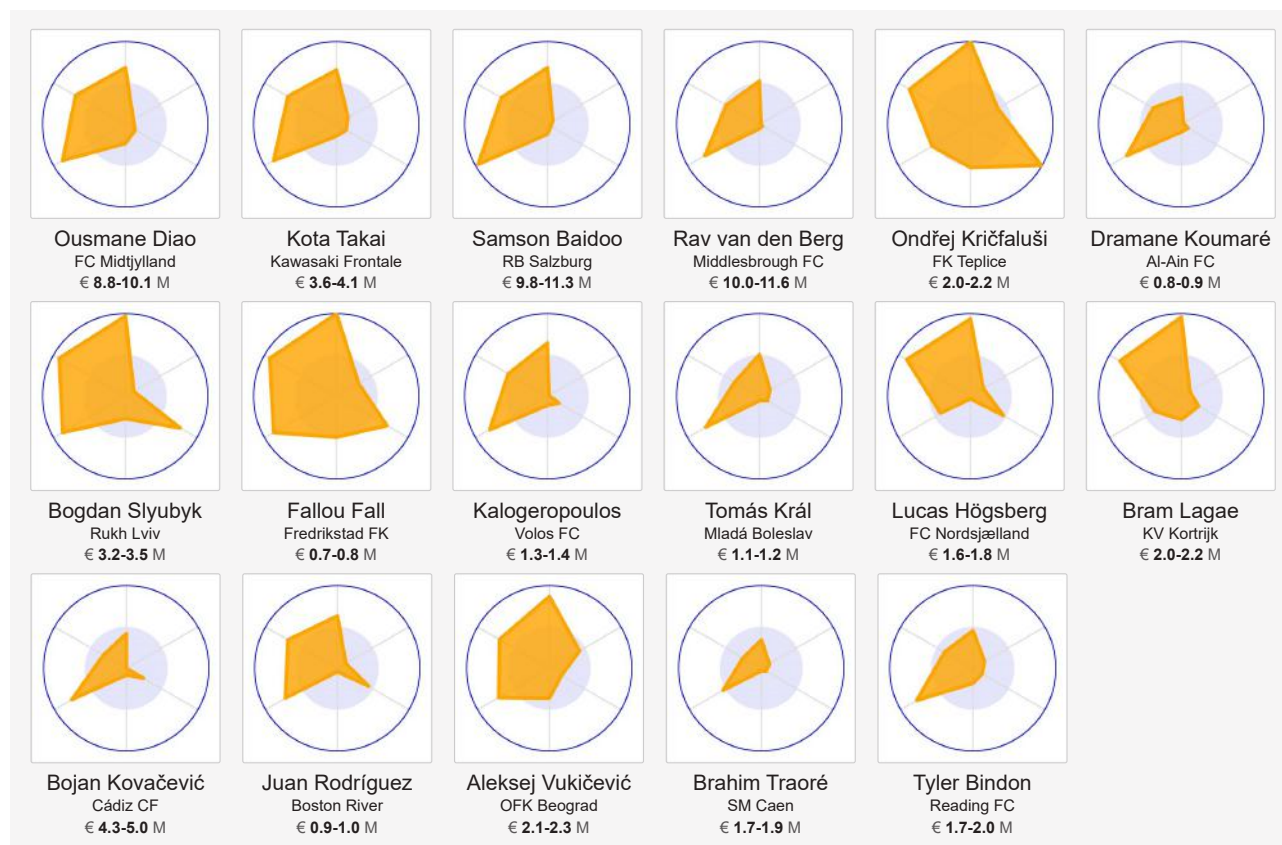 Ousmane Diao
FC Midtjylland
€ 8.8-10.1 M
Kota Takai
Kawasaki Frontale
€ 3.6-4.1 M
Samson Baidoo
RB Salzburg
€ 9.8-11.3 M
Rav van den Berg
Middlesbrough FC
€ 10.0-11.6 M
Ondřej Kričfaluši
FK Teplice
€ 2.0-2.2 M
Dramane Koumaré
Al-Ain FC
€ 0.8-0.9 M
Bogdan Slyubyk
Rukh Lviv
€ 3.2-3.5 M
Fallou Fall
Fredrikstad FK
€ 0.7-0.8 M
Kalogeropoulos
Volos FC
€ 1.3-1.4 M
Tomás Král
Mladá Boleslav
€ 1.1-1.2 M
Lucas Högsberg
FC Nordsjælland
€ 1.6-1.8 M
Bram Lagae
KV Kortrijk
€ 2.0-2.2 M
Bojan Kovačević
Cádiz CF
€ 4.3-5.0 M
Juan Rodríguez
Boston River
€ 0.9-1.0 M
Aleksej Vukičević
OFK Beograd
€ 2.1-2.3 M
Brahim Traoré
SM Caen
€ 1.7-1.9 M
Tyler Bindon
Reading FC
€ 1.7-2.0 M